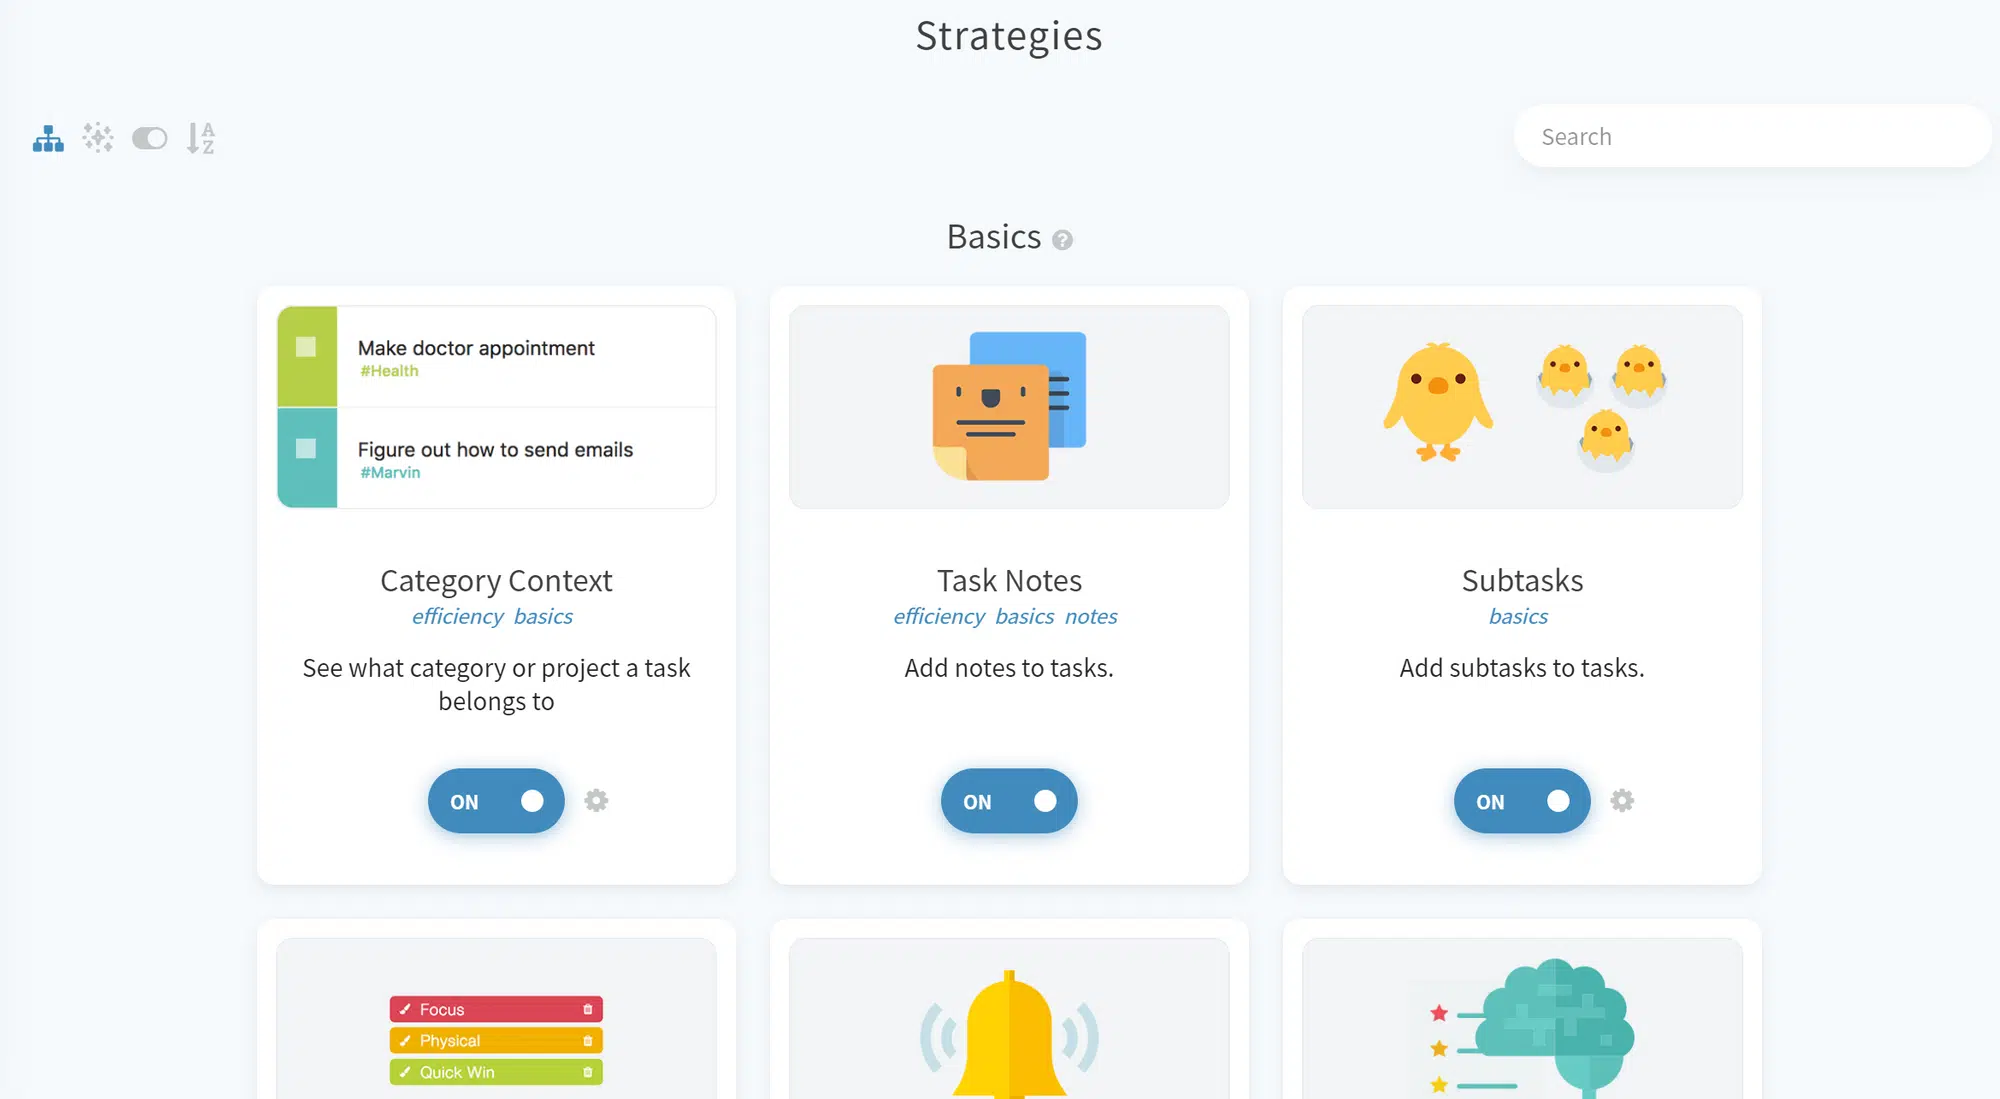 Strategies
A
Z
Search
Basics ?
Make doctor appointment
#Health
Figure out how to send emails
#Marvin
Category Context
efficiency basics
See what category or project a task
belongs to
ON
Task Notes
efficiency basics notes
Add notes to tasks.
ON
Subtasks
basics
Add subtasks to tasks.
ON
Focus
Physical
Quick Win